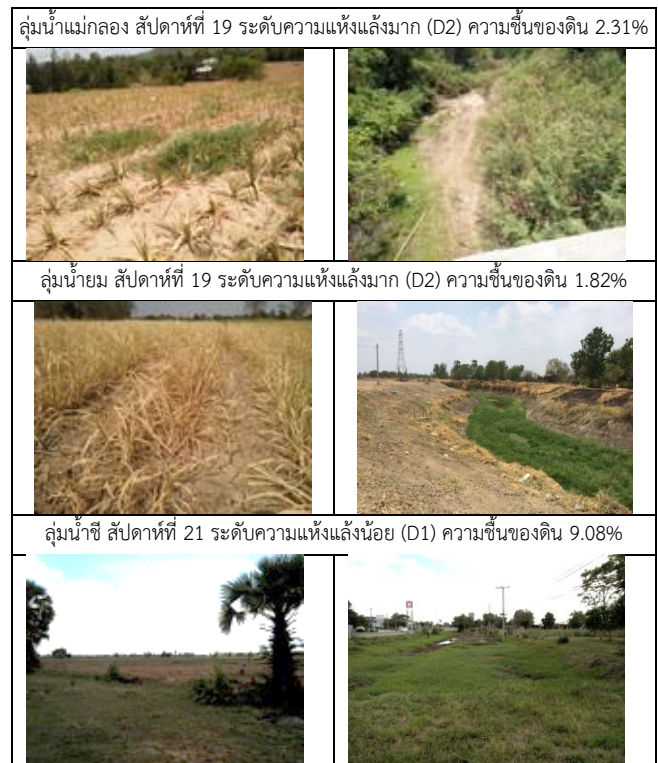 ลุ่มน้ำแม่กลอง สัปดาห์ที่ 19 ระดับความแห้งแล้งมาก (D2) ความชื้นของดิน 2.31%
ลุ่มน้ำยม สัปดาห์ที่ 19 ระดับความแห้งแล้งมาก (D2) ความชื้นของดิน 1.82%
ลุ่มน้ำชี สัปดาห์ที่ 21 ระดับความแห้งแล้งน้อย (D1) ความชื้นของดิน 9.08%